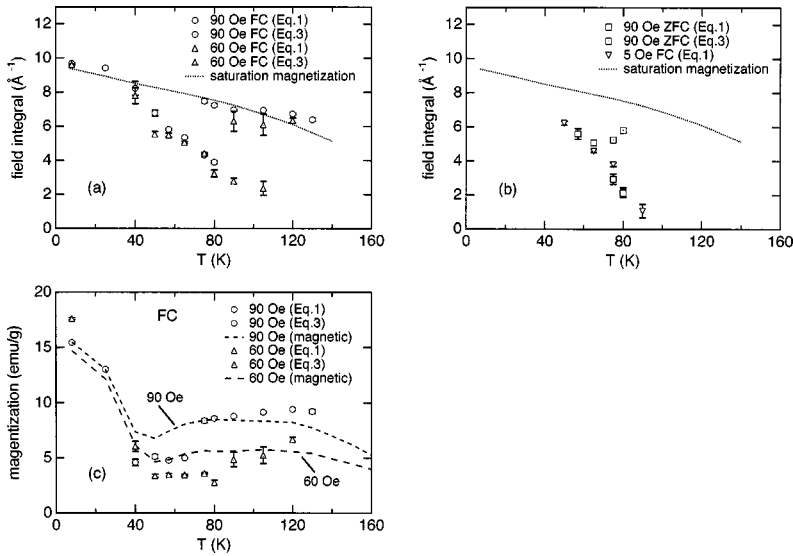 12
10
8
6
4
2
0
field integral (Å⁻¹)
90 Oe FC (Eq.1)
90 Oe FC (Eq.3)
60 Oe FC (Eq.1)
60 Oe FC (Eq.3)
saturation magnetization
(a)
0 40 80 120 160
T (K)
12
10
8
6
4
2
0
field integral (Å⁻¹)
90 Oe ZFC (Eq.1)
90 Oe ZFC (Eq.3)
5 Oe FC (Eq.1)
saturation magnetization
(b)
0 40 80 120 160
T (K)
20
15
10
5
0
magentization (emu/g)
FC
90 Oe (Eq.1)
90 Oe (Eq.3)
90 Oe (magnetic)
60 Oe (Eq.1)
60 Oe (Eq.3)
60 Oe (magnetic)
90 Oe
60 Oe
(c)
0 40 80 120 160
T (K)